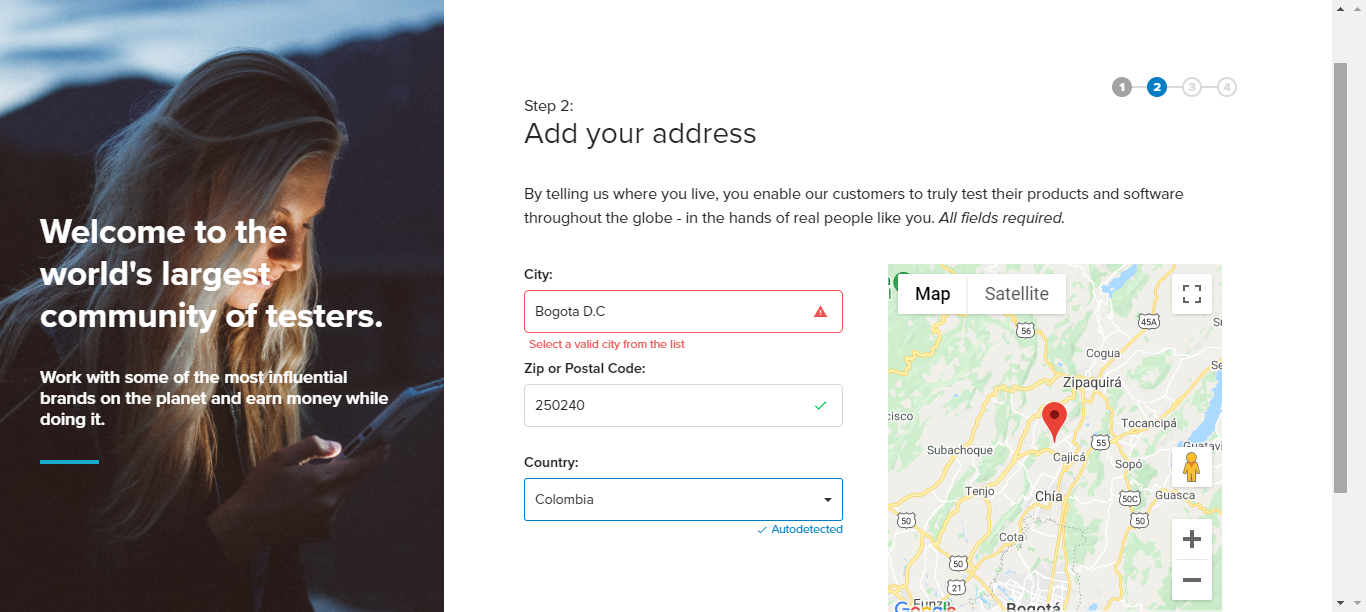 Welcome to the
world's largest
community of testers.
Work with some of the most influential
brands on the planet and earn money while
doing it.
1 2 3 4
Step 2:
Add your address
By telling us where you live, you enable our customers to truly test their products and software
throughout the globe - in the hands of real people like you. All fields required.
City:
Bogota D.C
Select a valid city from the list
Zip or Postal Code:
250240
Country:
Colombia
Autodetected
Map Satellite
45A
56
Cogua
Zipaquirá
Tocancipá
55
Subachoque
Cajicá
Sopó
Tenjo
Chía
50C
Guasca
50
50
Cota
50
21
Google
Bogotá